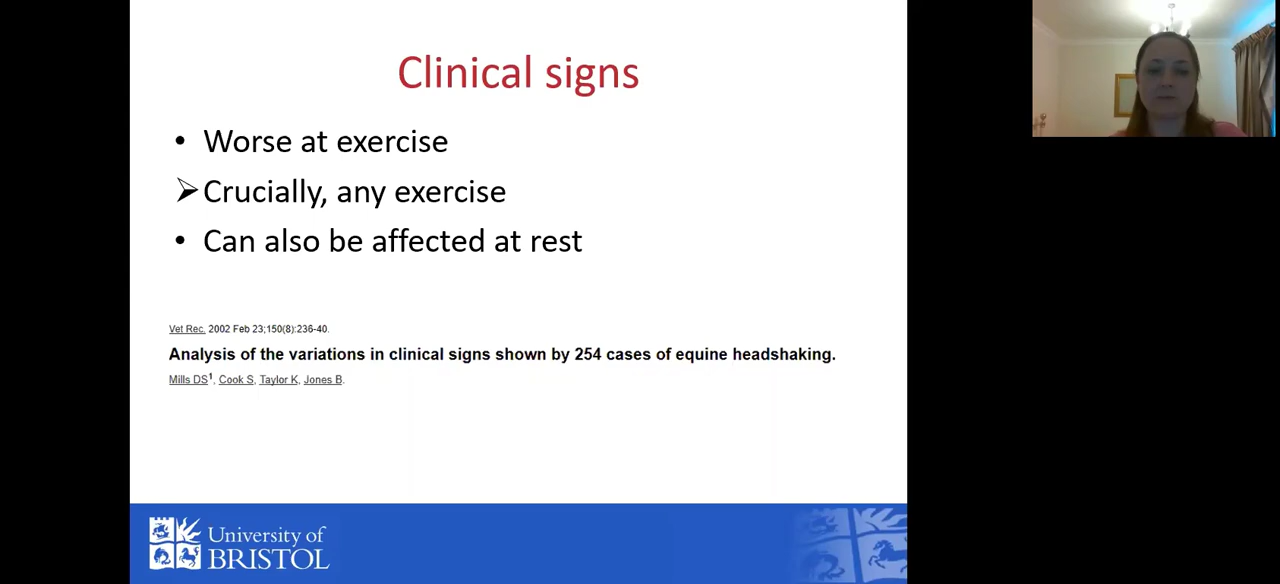 Clinical signs
• Worse at exercise
➢ Crucially, any exercise
• Can also be affected at rest
Vet Rec. 2002 Feb 23;150(8):236-40.
Analysis of the variations in clinical signs shown by 254 cases of equine headshaking.
Mills DS1, Cook S, Taylor K, Jones B.
University of
BRISTOL